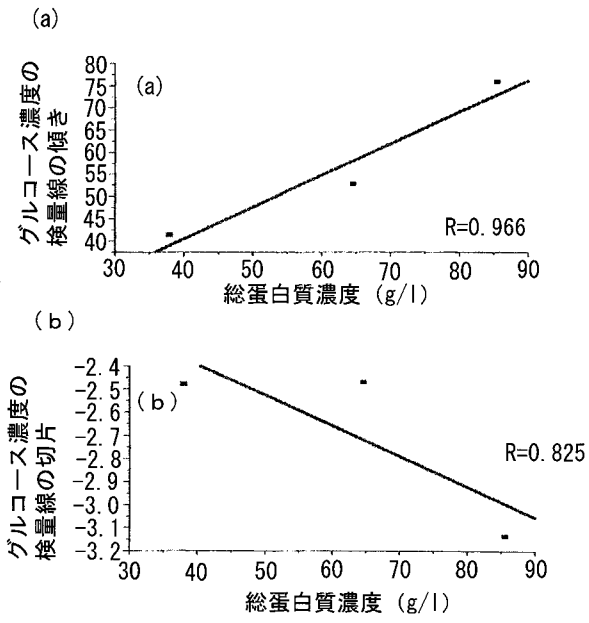 (a)
グルコース濃度の
検量線の傾き
80
75
70
65
60
55
50
45
40
(a)
R=0.966
30 40 50 60 70 80 90
総蛋白質濃度 (g/l)
(b)
グルコース濃度の
検量線の切片
-2.4
-2.5
-2.6
-2.7
-2.8
-3.0
-3.1
-3.2
(b)
R=0.825
30 40 50 60 70 80 90
総蛋白質濃度 (g/l)